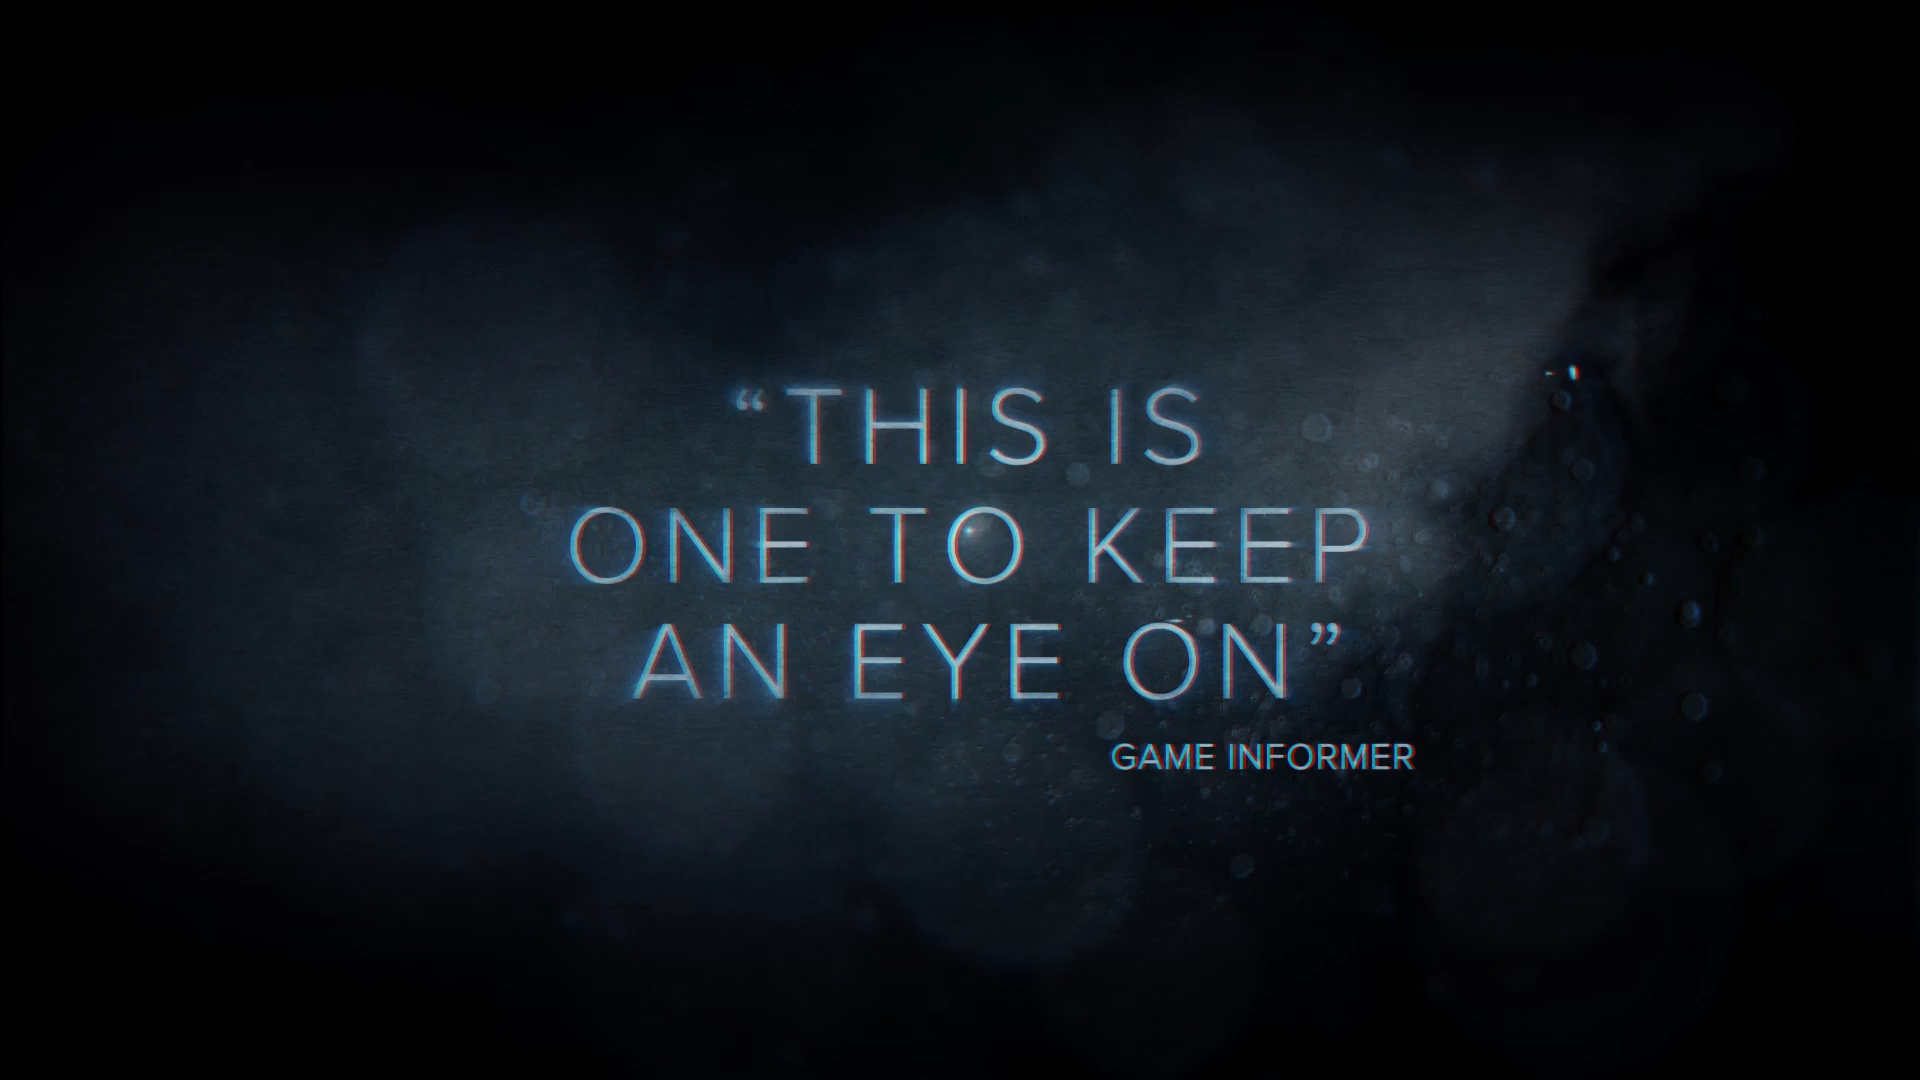 “THIS IS
ONE TO KEEP
AN EYE ON”
GAME INFORMER